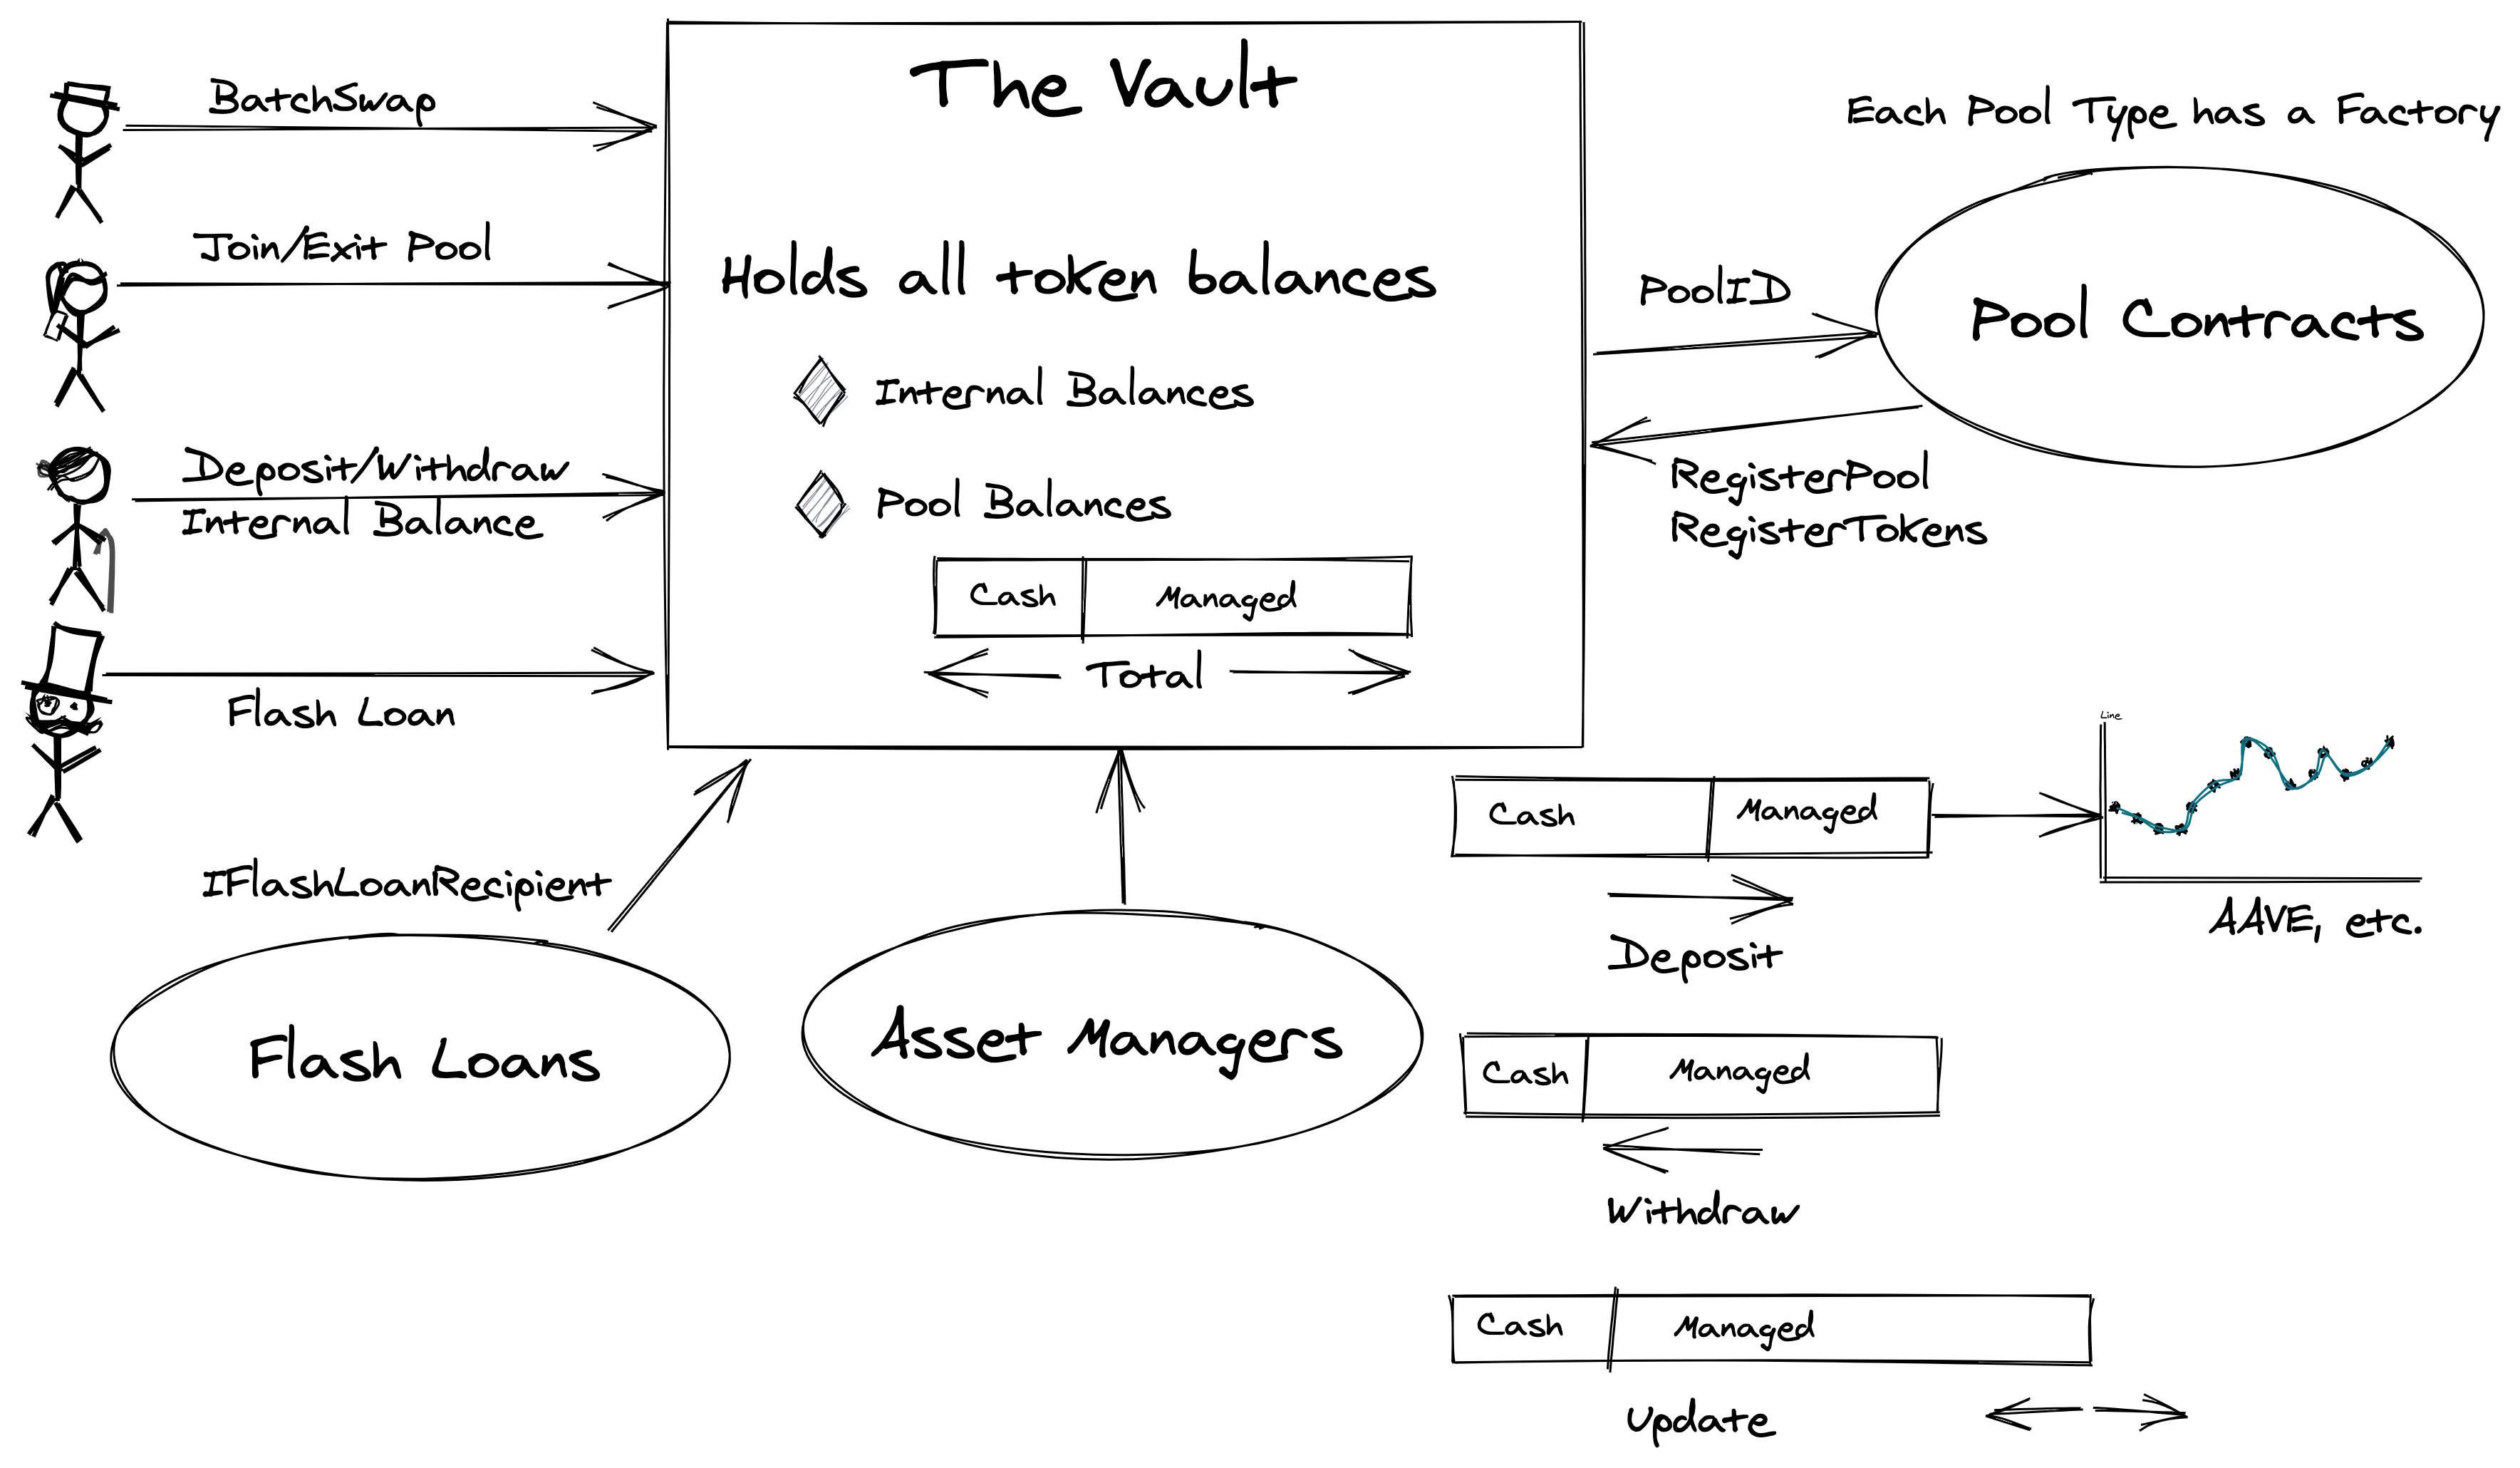 The Vault
BatchSwap
Each Pool Type has a Factory
Join/Exit Pool
Holds all token balances
PoolID
Pool Contracts
Internal Balances
Deposit/Withdraw
Internal Balance
Pool Balances
RegisterPool
RegisterTokens
Cash
Managed
Total
Flash Loan
Line
Cash
Managed
IFlashLoanRecipient
AAVE, etc.
Deposit
Flash Loans
Asset Managers
Cash
Managed
Withdraw
Cash
Managed
Update